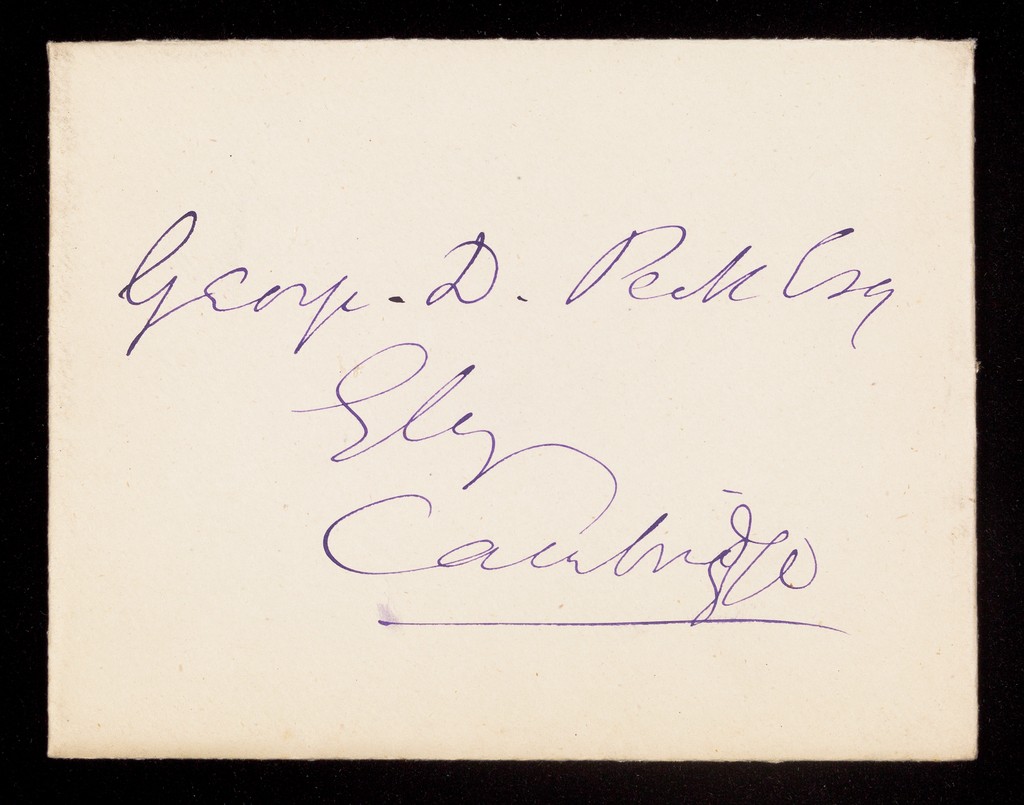 George. D. Peck Esq
Ely
Cambridge